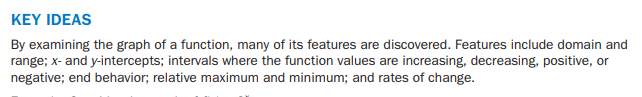 KEY IDEAS
By examining the graph of a function, many of its features are discovered. Features include domain and
range; x- and y-intercepts; intervals where the function values are increasing, decreasing, positive, or
negative; end behavior; relative maximum and minimum; and rates of change.